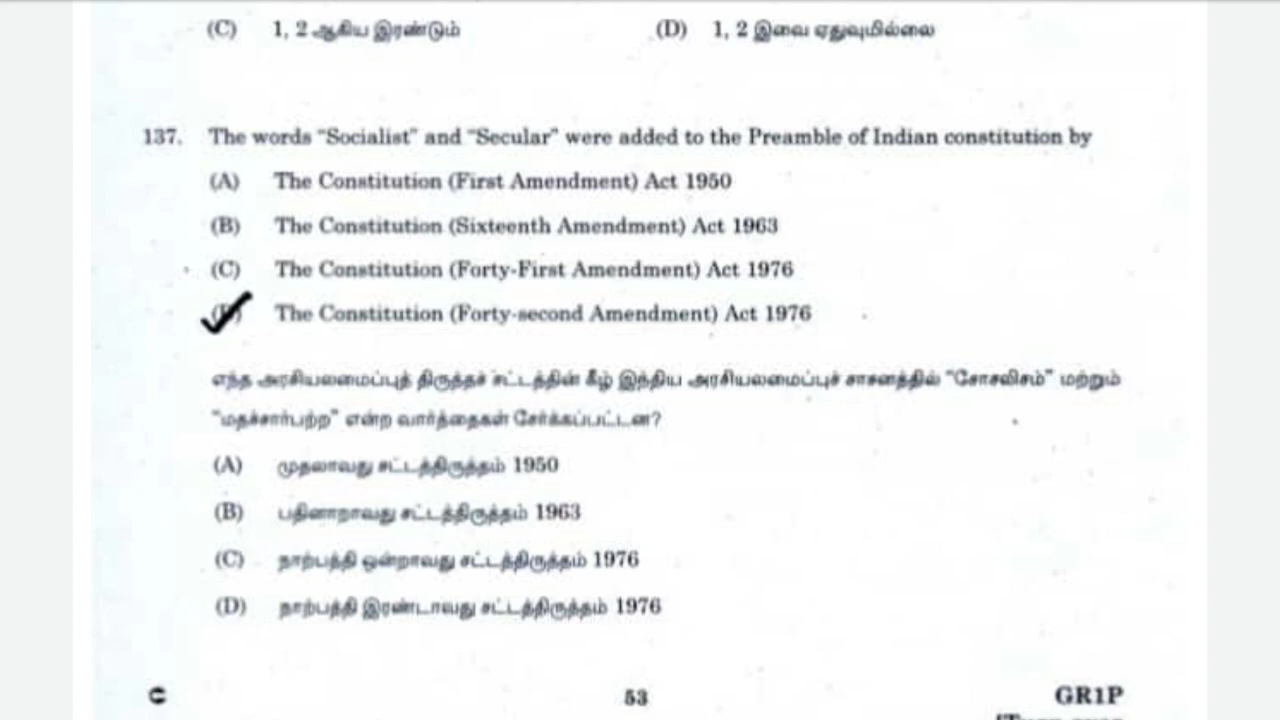 (C) 1, 2 ஆகிய இரண்டும் (D) 1, 2 இவை ஏதுவுமில்லை
137. The words "Socialist" and "Secular" were added to the Preamble of Indian constitution by
(A) The Constitution (First Amendment) Act 1950
(B) The Constitution (Sixteenth Amendment) Act 1963
(C) The Constitution (Forty-First Amendment) Act 1976
The Constitution (Forty-second Amendment) Act 1976
எந்த அரசியலமைப்புத் திருத்தச் சட்டத்தின் கீழ் இந்திய அரசியலமைப்புச் சாசனத்தில் "சோசலிசம்" மற்றும்
"மதச்சார்பற்ற" என்ற வார்த்தைகள் சேர்க்கப்பட்டன?
(A) முதலாவது சட்டத்திருத்தம் 1950
(B) பதினாறாவது சட்டத்திருத்தம் 1963
(C) நாற்பத்தி ஒன்றாவது சட்டத்திருத்தம் 1976
(D) நாற்பத்தி இரண்டாவது சட்டத்திருத்தம் 1976
53 GR1P